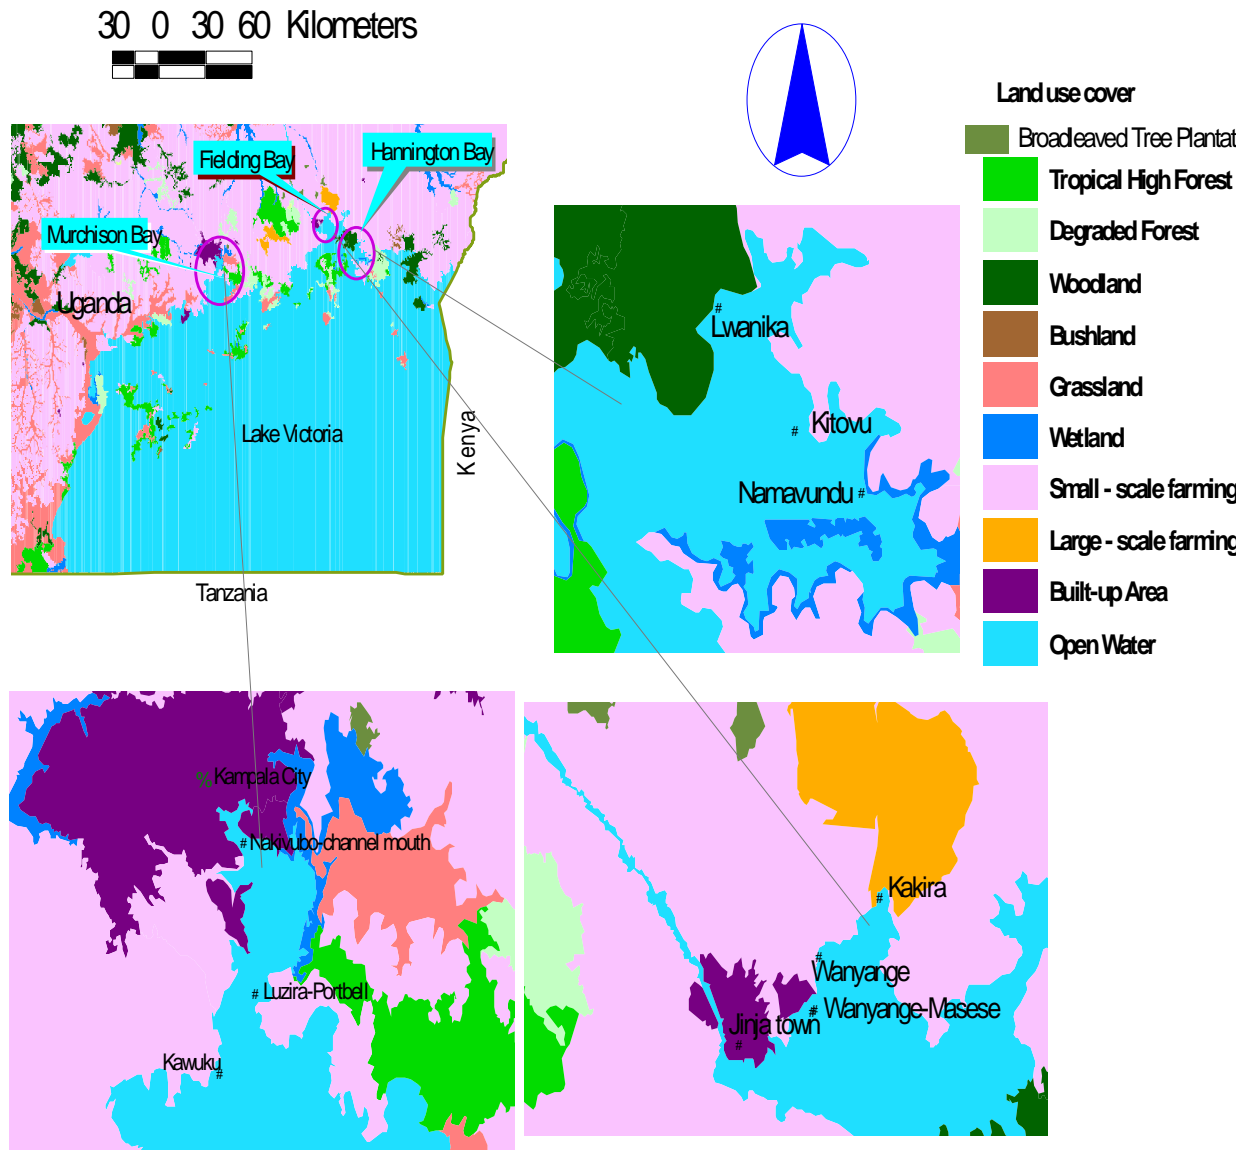 30 0 30 60 Kilometers
Land use cover
Broadleaved Tree Plantat
Tropical High Forest
Degraded Forest
Woodland
Bushland
Grassland
Wetland
Small - scale farming
Large - scale farming
Built-up Area
Open Water
Fielding Bay
Hannington Bay
Murchison Bay
Uganda
Lake Victoria
Kenya
Tanzania
# Lwanika
# Kitovu
Namavundu #
% Kampala City
# Nakivubo-channel mouth
# Luzira-Portbell
Kawuku #
# Kakira
# Wanyange
# Wanyange-Masese
Jinja town #